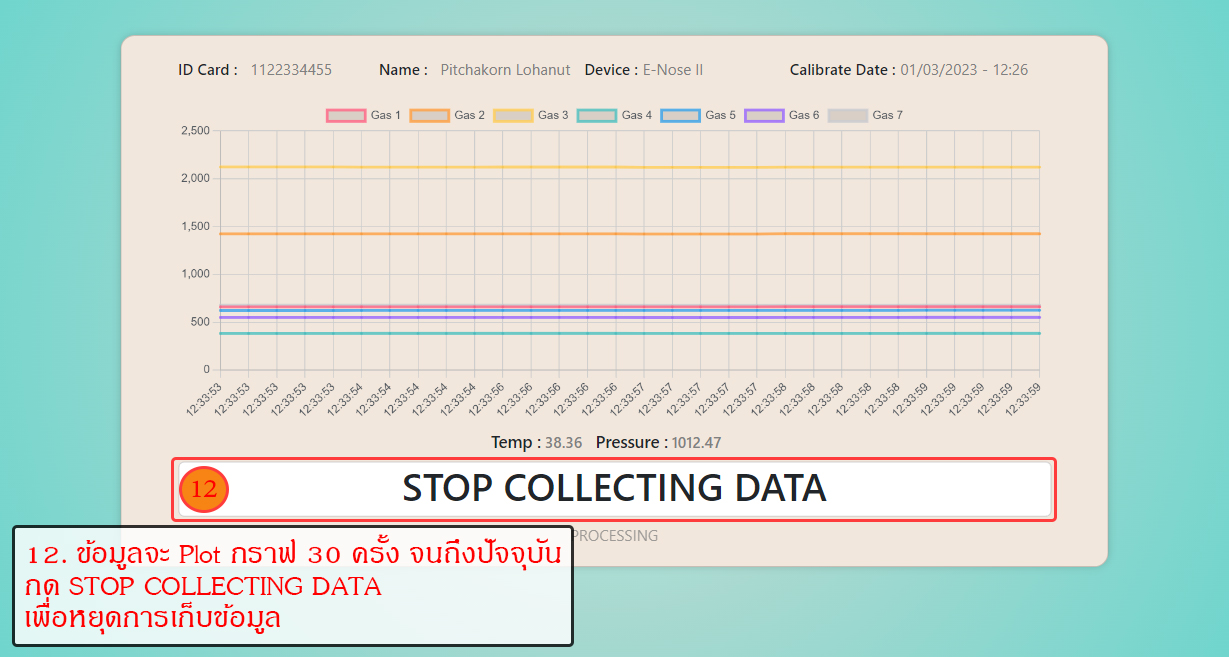 ID Card : 1122334455 Name : Pitchakorn Lohanut Device : E-Nose II Calibrate Date : 01/03/2023 - 12:26
Gas 1 Gas 2 Gas 3 Gas 4 Gas 5 Gas 6 Gas 7
2,500
2,000
1,500
1,000
500
0
12:33:53 12:33:53 12:33:53 12:33:53 12:33:53 12:33:54 12:33:54 12:33:54 12:33:54 12:33:56 12:33:56 12:33:56 12:33:56 12:33:56 12:33:56 12:33:57 12:33:57 12:33:57 12:33:57 12:33:57 12:33:58 12:33:58 12:33:58 12:33:58 12:33:58 12:33:59 12:33:59 12:33:59 12:33:59 12:33:59
Temp : 38.36 Pressure : 1012.47
12 STOP COLLECTING DATA
PROCESSING
12. ข้อมูลจะ Plot กราฟ 30 ครั้ง จนถึงปัจจุบัน
กด STOP COLLECTING DATA
เพื่อหยุดการเก็บข้อมูล